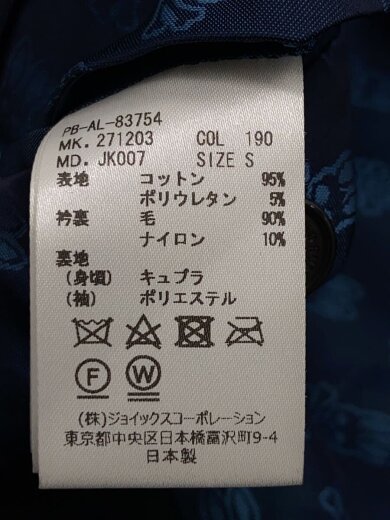 PB-AL-83754
MK. 271203 COL 190
MD. JK007 SIZE S
表地 コットン 95%
ポリウレタン 5%
衿裏 毛 90%
ナイロン 10%
裏地
(身頃) キュプラ
(袖) ポリエステル
F W
(株)ジョイックスコーポレーション
東京都中央区日本橋富沢町9-4
日本製